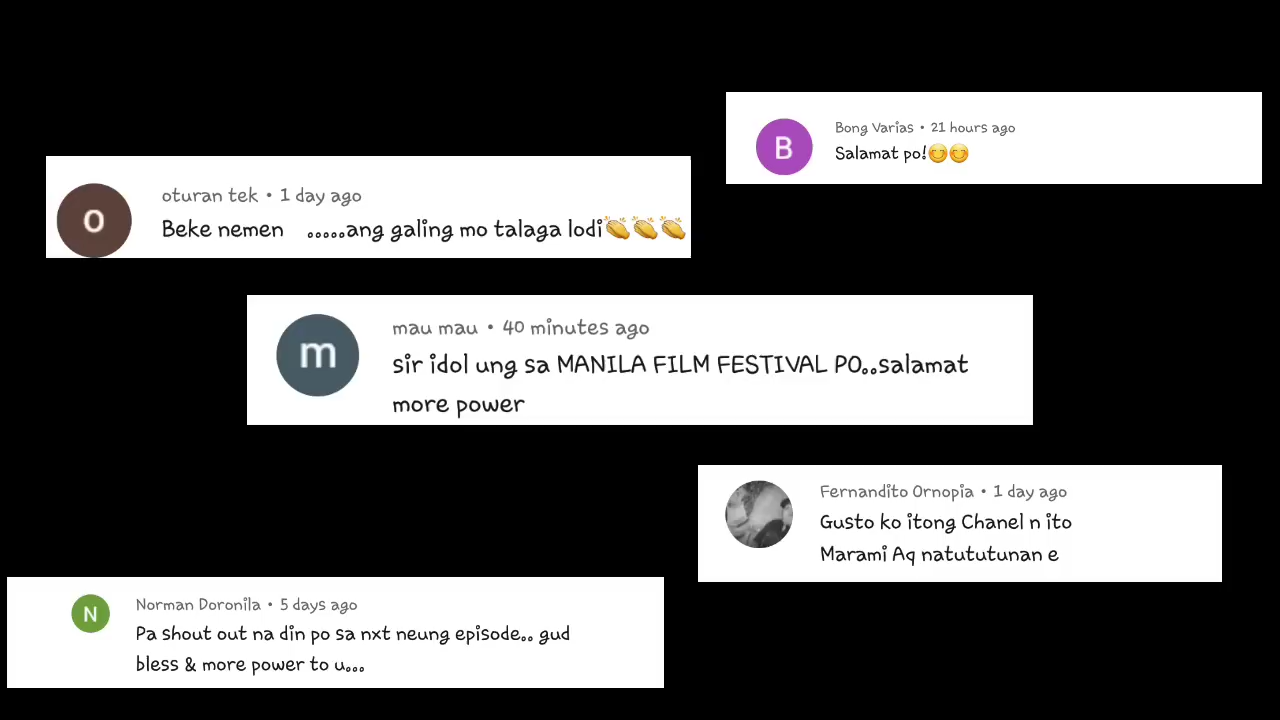 Bong Varias • 21 hours ago
B
Salamat po!😊😊
oturan tek • 1 day ago
o
Beke nemen .....ang galing mo talaga lodi👏👏👏
mau mau • 40 minutes ago
m
sir idol ung sa MANILA FILM FESTIVAL PO..salamat
more power
Fernandito Ornopia • 1 day ago
Gusto ko itong Chanel n ito
Marami Aq natututunan e
Norman Doronila • 5 days ago
N
Pa shout out na din po sa nxt neung episode.. gud
bless & more power to u...